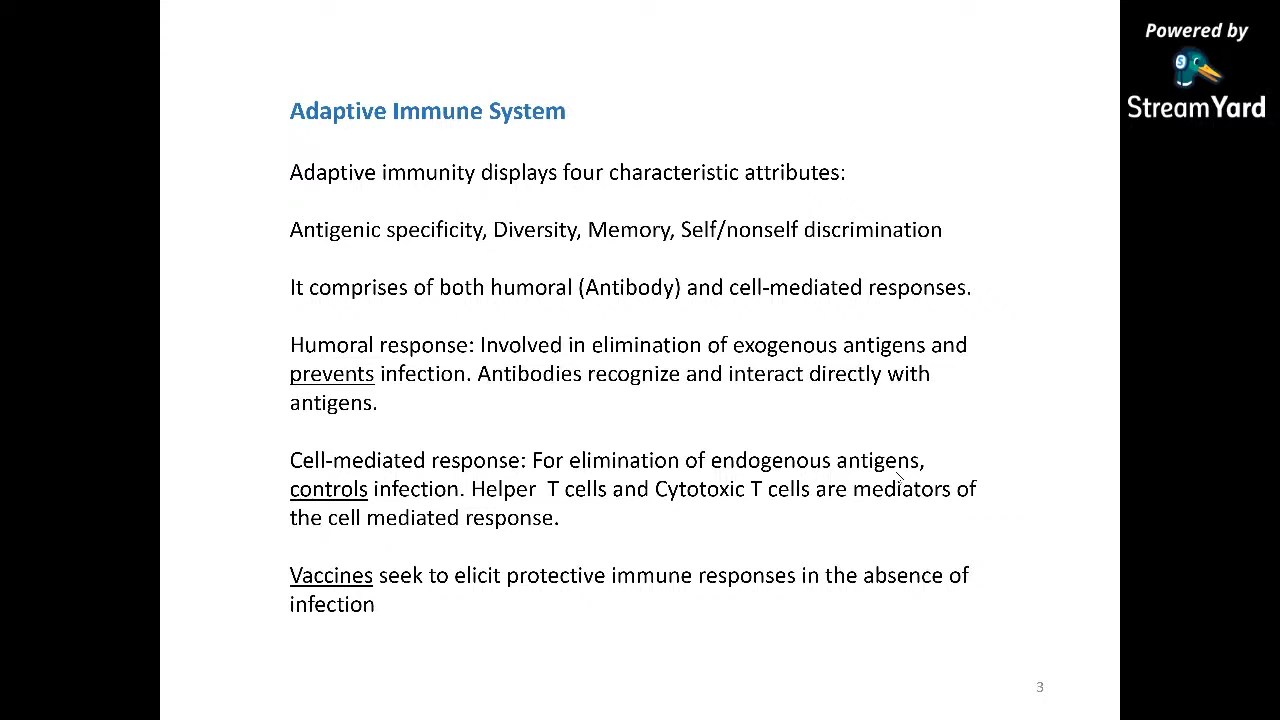 Powered by
StreamYard
Adaptive Immune System
Adaptive immunity displays four characteristic attributes:
Antigenic specificity, Diversity, Memory, Self/nonself discrimination
It comprises of both humoral (Antibody) and cell-mediated responses.
Humoral response: Involved in elimination of exogenous antigens and
prevents infection. Antibodies recognize and interact directly with
antigens.
Cell-mediated response: For elimination of endogenous antigens,
controls infection. Helper  T cells and Cytotoxic T cells are mediators of
the cell mediated response.
Vaccines seek to elicit protective immune responses in the absence of
infection
3